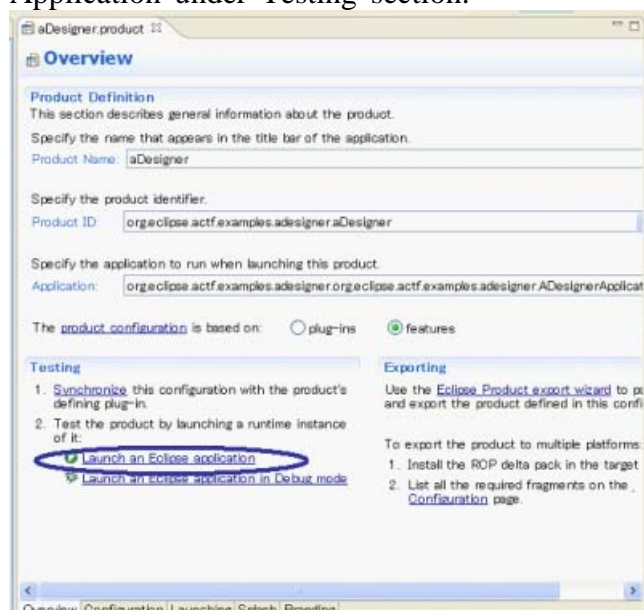 Application under Testing section.
aDesigner.product
Overview
Product Definition
This section describes general information about the product.
Specify the name that appears in the title bar of the application.
Product Name: aDesigner
Specify the product identifier.
Product ID: org.eclipse.actf.examples.adesigner.aDesigner
Specify the application to run when launching this product.
Application: org.eclipse.actf.examples.adesigner.org.eclipse.actf.examples.adesigner.ADesignerApplicat
The product configuration is based on: plug-ins features
Testing
1. Synchronize this configuration with the product's
defining plug-in.
2. Test the product by launching a runtime instance
of it:
Launch an Eclipse application
Launch an Eclipse application in Debug mode
Exporting
Use the Eclipse Product export wizard to p
and export the product defined in this confi
To export the product to multiple platforms:
1. Install the RCP delta pack in the target
2. List all the required fragments on the
Configuration page.
Overview Configuration Launching Splash Branding